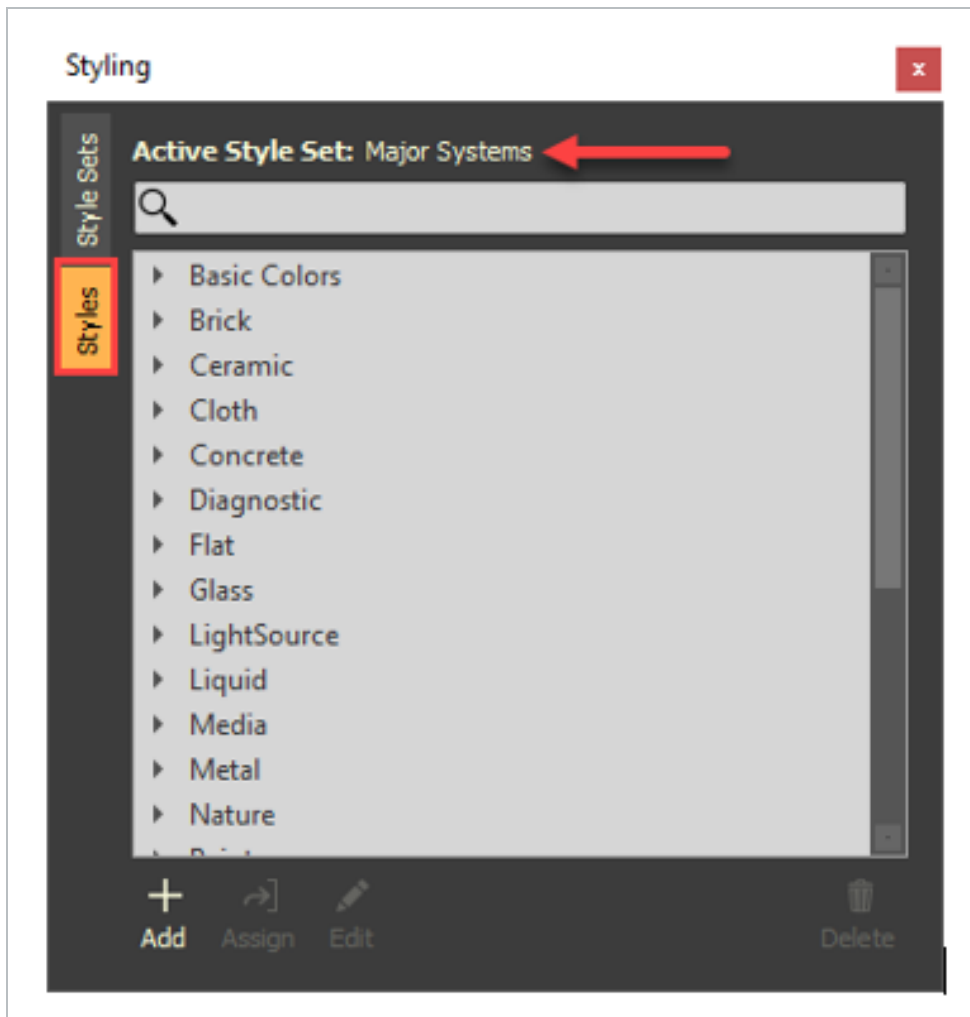 Styling
x
Style Sets
Styles
Active Style Set: Major Systems
Basic Colors
Brick
Ceramic
Cloth
Concrete
Diagnostic
Flat
Glass
LightSource
Liquid
Media
Metal
Nature
Add
Assign
Edit
Delete